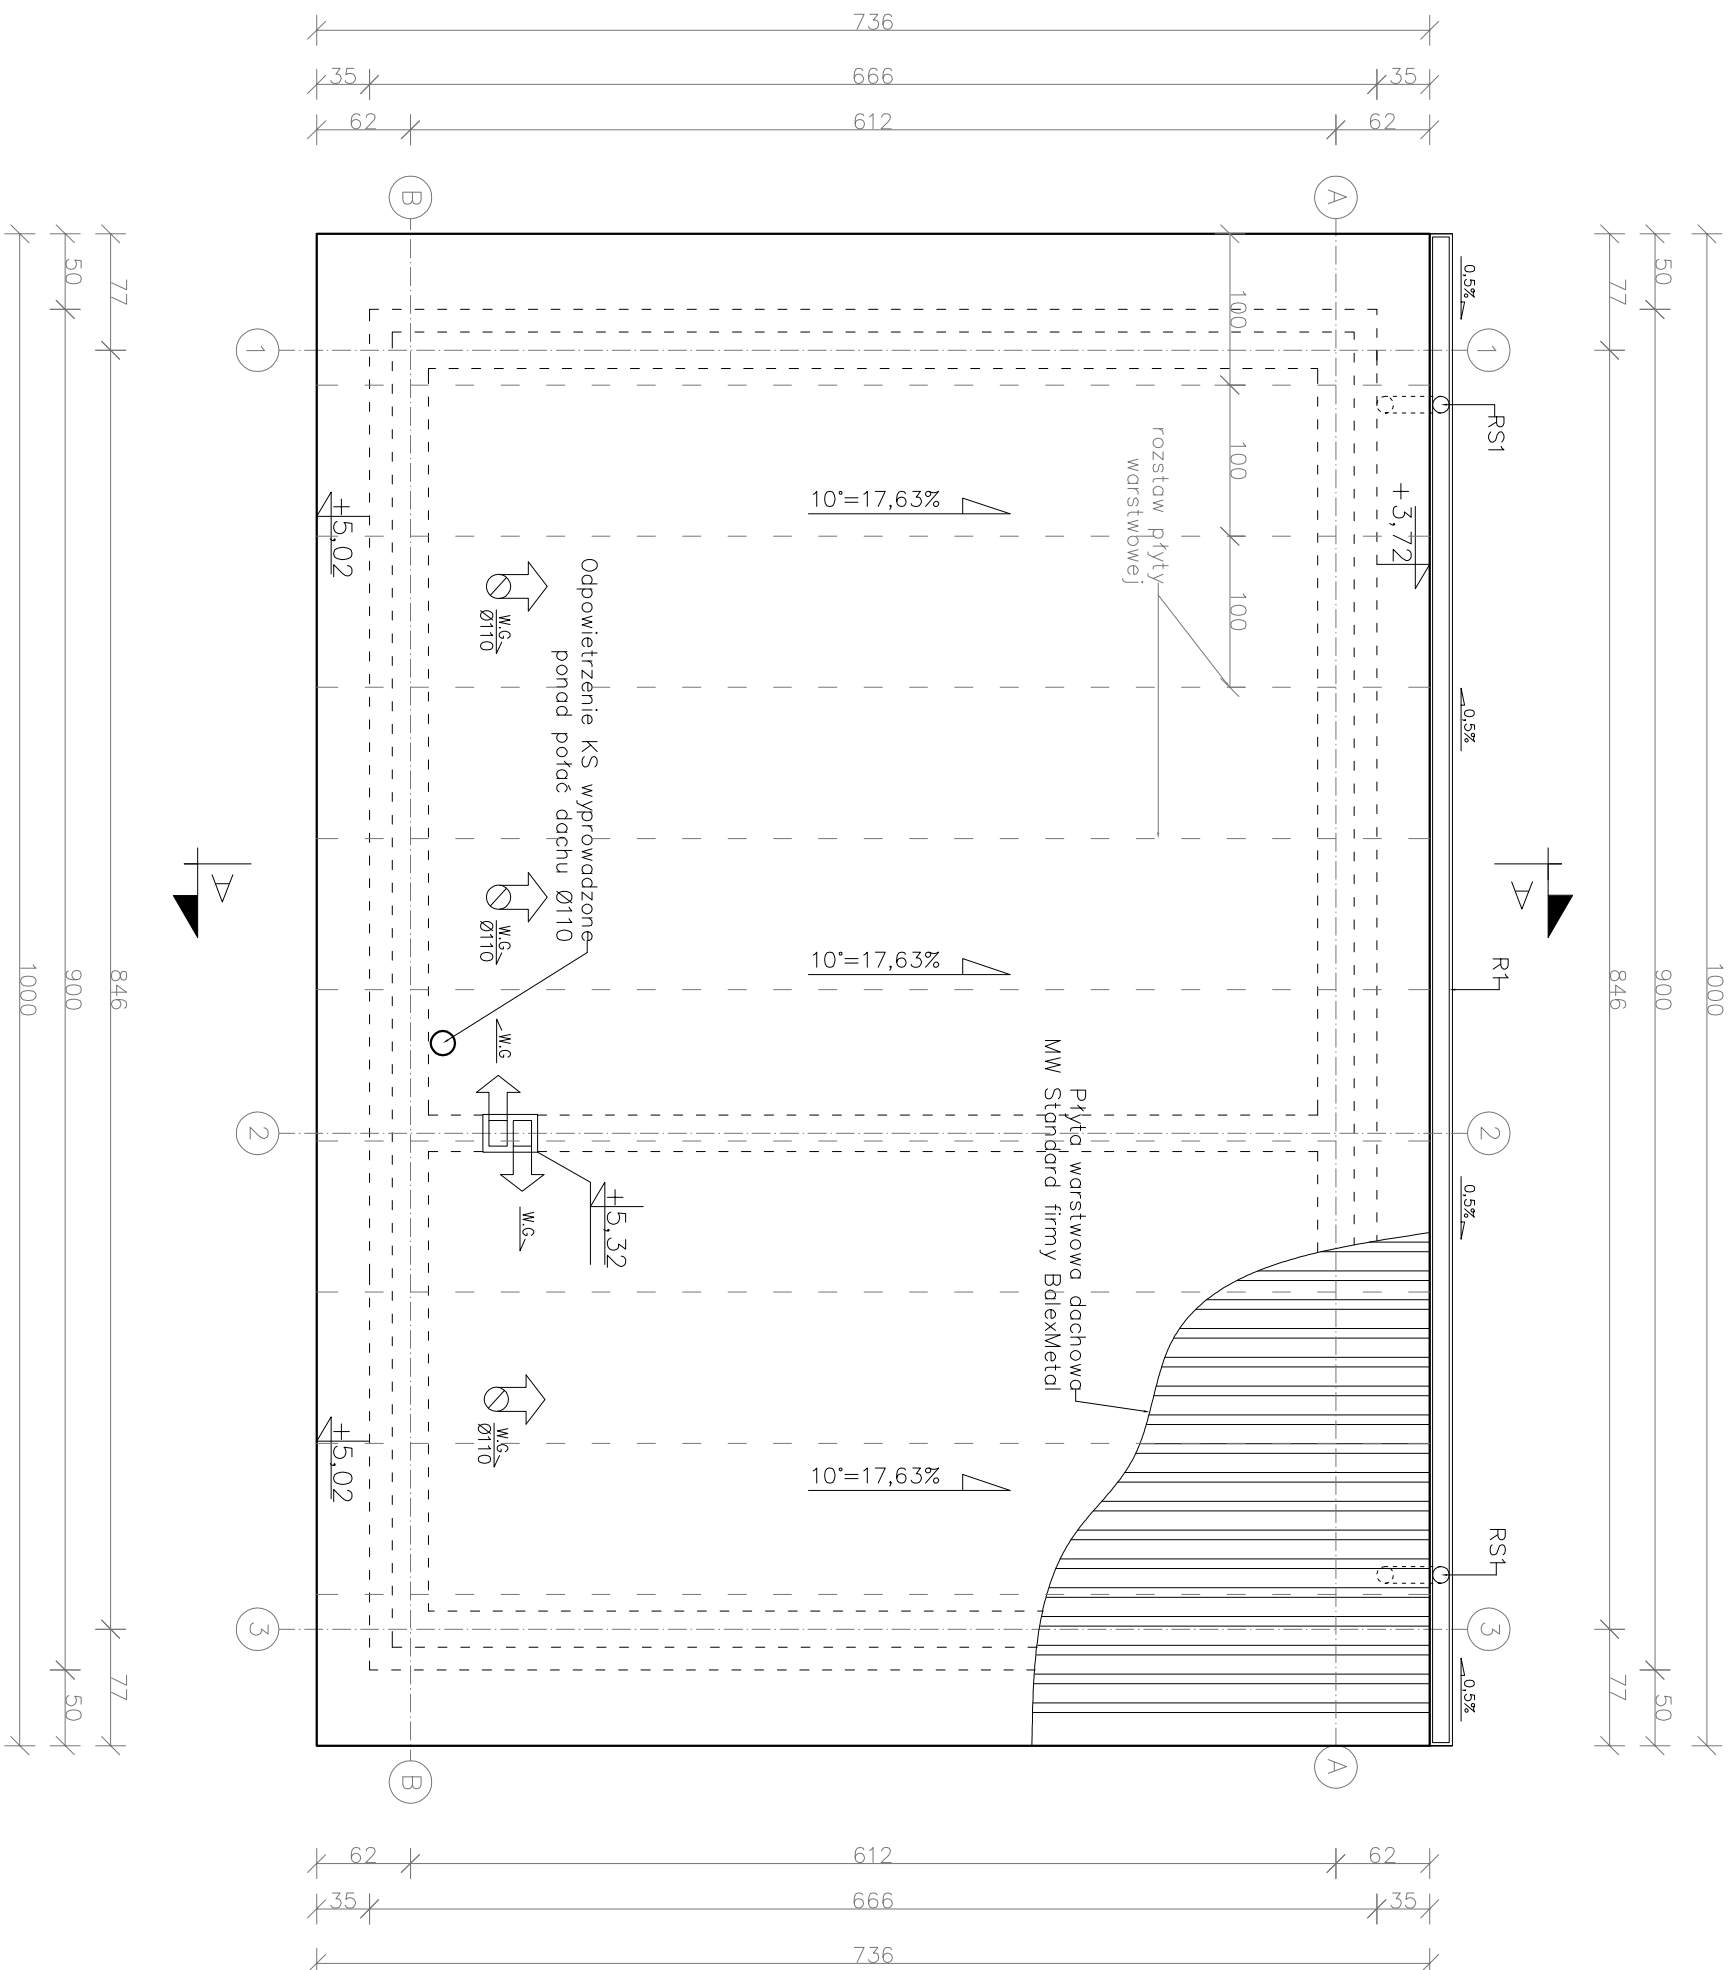 736
35
666
35
62
612
62
B
A
50
77
100
0,5%
77
50
1
1
RS1
100
rozstaw płyty
warstwowej
10°=17,63%
+3,72
+5,02
100
W.G
Ø110
Odpowietrzenie KS wyprowadzone
ponad połać dachu Ø110
0,5%
A
A
W.G
Ø110
10°=17,63%
R1
1000
900
846
846
900
1000
W.G
Płyta warstwowa dachowa
MW Standard firmy BalexMetal
2
2
W.G
+5,32
0,5%
W.G
Ø110
+5,02
10°=17,63%
RS1
3
3
0,5%
77
50
77
50
B
A
62
612
62
35
666
35
736